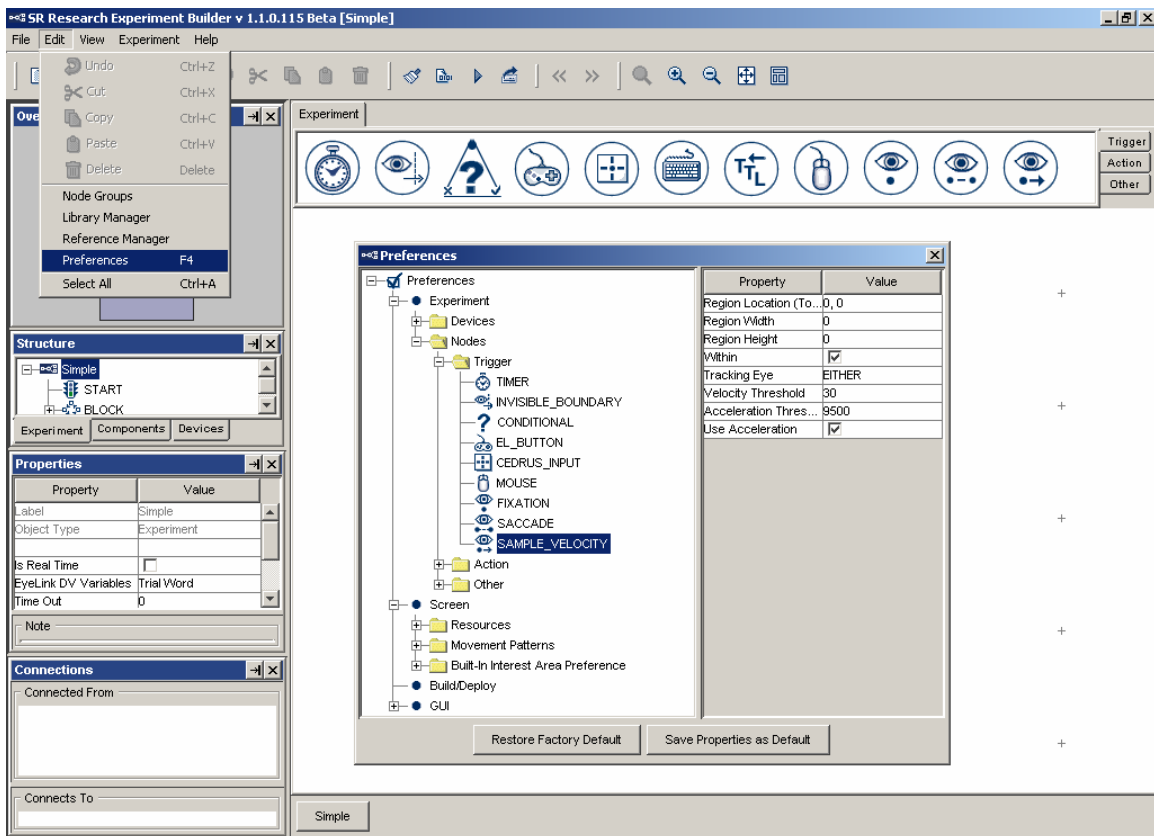 SR Research Experiment Builder v 1.1.0.115 Beta [Simple]
File Edit View Experiment Help
Undo Ctrl+Z
Cut Ctrl+X
Copy Ctrl+C
Paste Ctrl+V
Delete Delete
Node Groups
Library Manager
Reference Manager
Preferences F4
Select All Ctrl+A
Ove
Structure
Simple
START
BLOCK
Experiment Components Devices
Properties
Property Value
Label Simple
Object Type Experiment
Is Real Time
EyeLink DV Variables Trial Word
Time Out 0
Note
Connections
Connected From
Connects To
Experiment
TTL
Trigger
Action
Other
Preferences
Preferences
Experiment
Devices
Nodes
Trigger
TIMER
INVISIBLE_BOUNDARY
CONDITIONAL
EL_BUTTON
CEDRUS_INPUT
MOUSE
FIXATION
SACCADE
SAMPLE_VELOCITY
Action
Other
Screen
Resources
Movement Patterns
Built-In Interest Area Preference
Build/Deploy
GUI
Property Value
Region Location (To... 0, 0
Region Width 0
Region Height 0
Within
Tracking Eye EITHER
Velocity Threshold 30
Acceleration Thres... 9500
Use Acceleration
Restore Factory Default Save Properties as Default
Simple